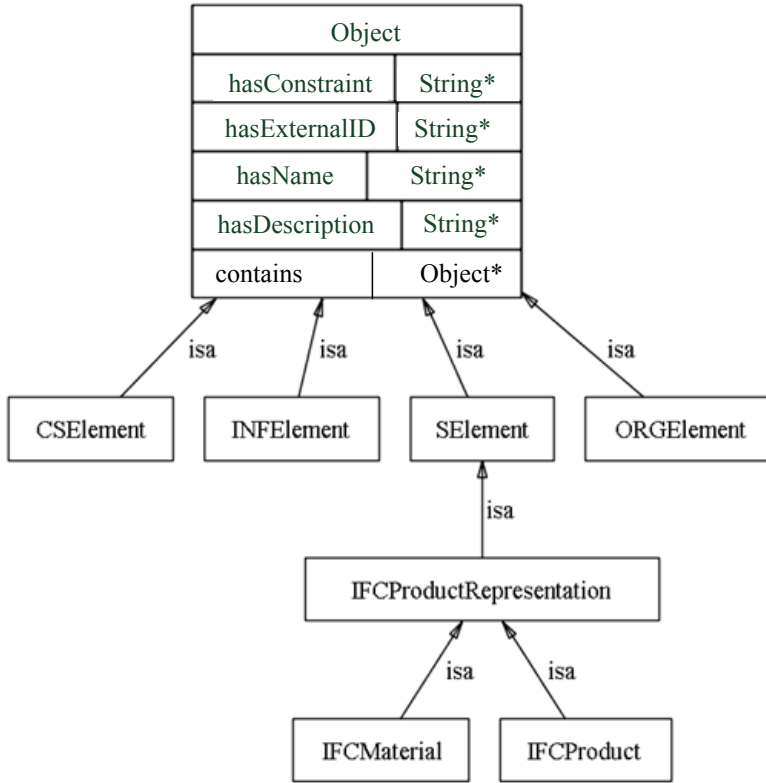 Object
hasConstraint String*
hasExternalID String*
hasName String*
hasDescription String*
contains Object*
isa isa isa isa
CSElement INFElement SElement ORGElement
isa
IFCProductRepresentation
isa isa
IFCMaterial IFCProduct